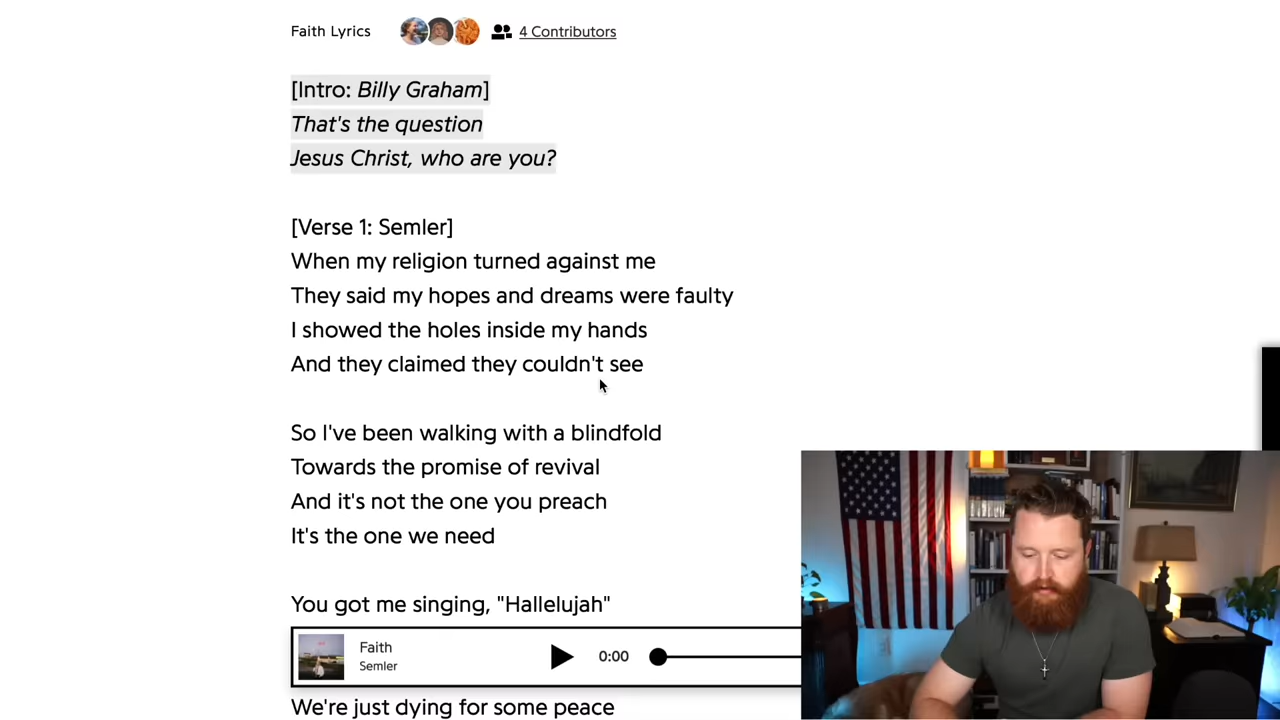 Faith Lyrics
4 Contributors
[Intro: Billy Graham]
That's the question
Jesus Christ, who are you?
[Verse 1: Semler]
When my religion turned against me
They said my hopes and dreams were faulty
I showed the holes inside my hands
And they claimed they couldn't see
So I've been walking with a blindfold
Towards the promise of revival
And it's not the one you preach
It's the one we need
You got me singing, "Hallelujah"
Faith
Semler
0:00
We're just dying for some peace